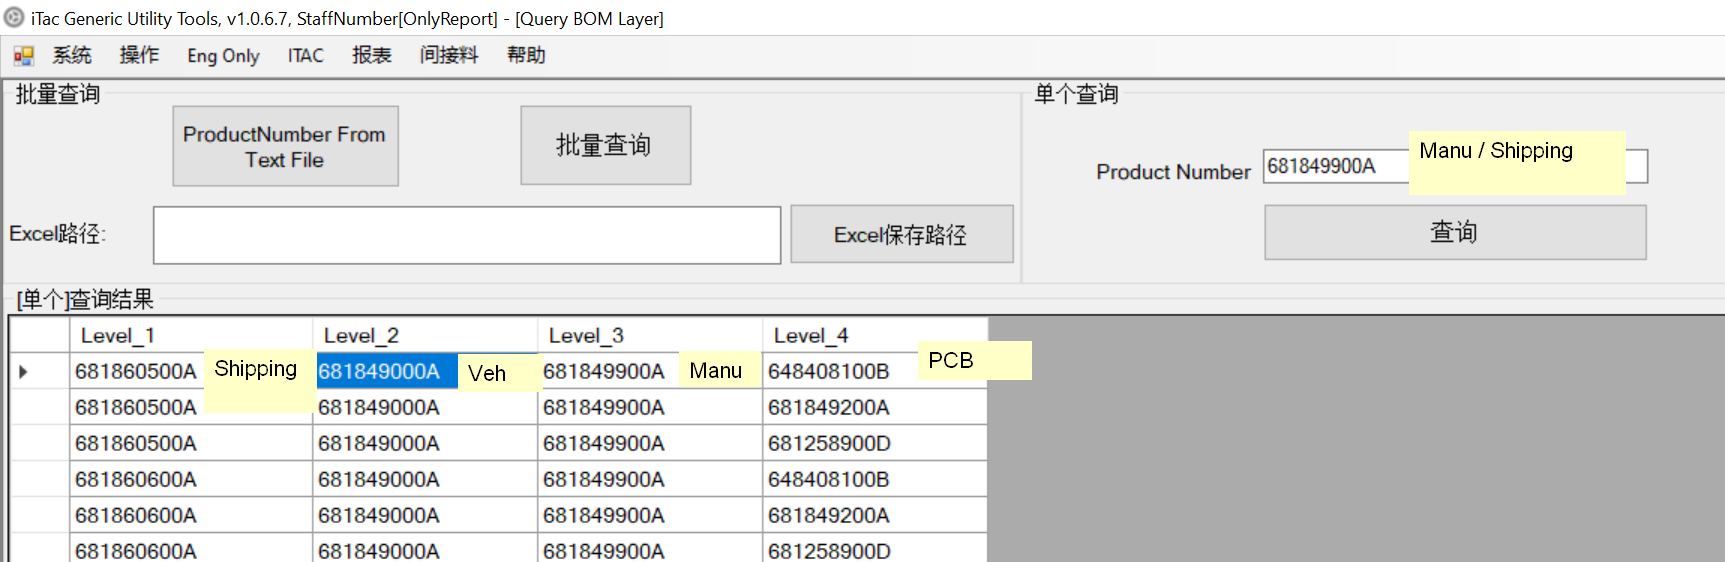 iTac Generic Utility Tools, v1.0.6.7, StaffNumber[OnlyReport] - [Query BOM Layer]
系统 操作 Eng Only ITAC 报表 间接料 帮助
批量查询
ProductNumber From
Text File
批量查询
Excel路径:
Excel保存路径
单个查询
Product Number 681849900A Manu / Shipping
查询
[单个]查询结果
Level_1 Level_2 Level_3 Level_4
681860500A Shipping 681849000A Veh 681849900A Manu 648408100B PCB
681860500A 681849000A 681849900A 681849200A
681860500A 681849000A 681849900A 681258900D
681860600A 681849000A 681849900A 648408100B
681860600A 681849000A 681849900A 681849200A
681860600A 681849000A 681849900A 681258900D